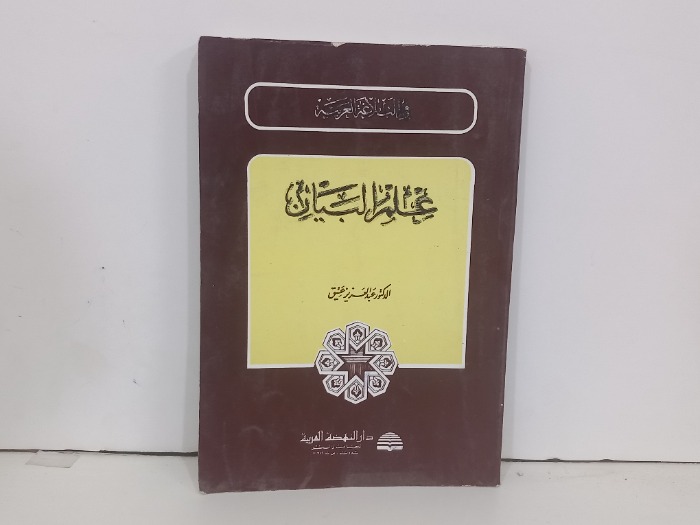 في البلاغة العربية
علم البيان
الدكتور عبد العزيز عتيق
دار النهضة العربية